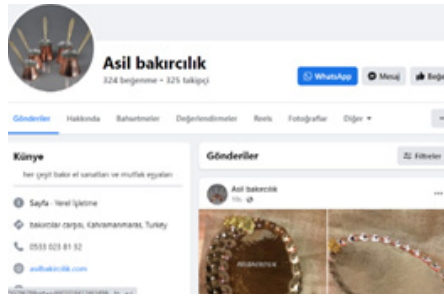 Asil bakırcılık
324 beğenme • 325 takipçi
WhatsApp Mesaj Beğe
Gönderiler Hakkında Bahsetmeler Değerlendirmeler Reels Fotoğraflar Diğer
Künye
her çeşit bakır el sanatları ve mutfak eşyaları
Sayfa · Yerel İşletme
bakırcılar çarşısı, Kahramanmaraş, Turkey
0533 023 81 32
asilbakircilik.com
Gönderiler
Filtreler
Asil bakırcılık